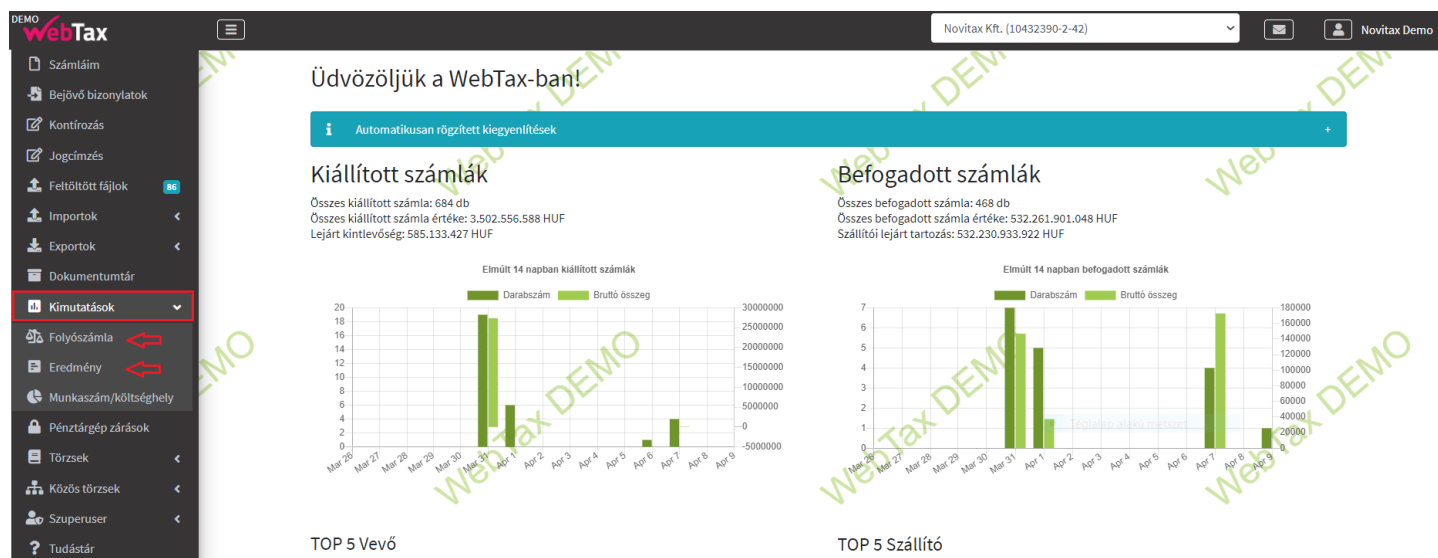 DEMO
WebTax
Novitax Kft. (10432390-2-42)
Novitax Demo
Számláim
Bejövő bizonylatok
Kontírozás
Jogcímzés
Feltöltött fájlok 86
Importok
Exportok
Dokumentumtár
Kimutatások
Folyószámla
Eredmény
Munkaszám/költséghely
Pénztárgép zárások
Törzsek
Közös törzsek
Szuperuser
Tudástár
Üdvözöljük a WebTax-ban!
i Automatikusan rögzített kiegyenlítések +
Kiállított számlák
Összes kiállított számla: 684 db
Összes kiállított számla értéke: 3.502.556.588 HUF
Lejárt kintlevőség: 585.133.427 HUF
Elmúlt 14 napban kiállított számlák
Darabszám Bruttó összeg
20 30000000
18 25000000
16 20000000
14 15000000
12 10000000
10 5000000
8 0
6 -5000000
4
2
0
Mar 26 Mar 27 Mar 28 Mar 29 Mar 30 Mar 31 Apr 1 Apr 2 Apr 3 Apr 4 Apr 5 Apr 6 Apr 7 Apr 8 Apr 9
TOP 5 Vevő
Befogadott számlák
Összes befogadott számla: 468 db
Összes befogadott számla értéke: 532.261.901.048 HUF
Szállítói lejárt tartozás: 532.230.933.922 HUF
Elmúlt 14 napban befogadott számlák
Darabszám Bruttó összeg
7 180000
6 160000
5 140000
4 120000
3 100000
2 80000
1 60000
0 40000
20000
0
Téglalap alakú metszet
Mar 26 Mar 27 Mar 28 Mar 29 Mar 30 Mar 31 Apr 1 Apr 2 Apr 3 Apr 4 Apr 5 Apr 6 Apr 7 Apr 8 Apr 9
TOP 5 Szállító
WebTax DEMO
WebTax DEMO
WebTax DEMO
WebTax DEMO